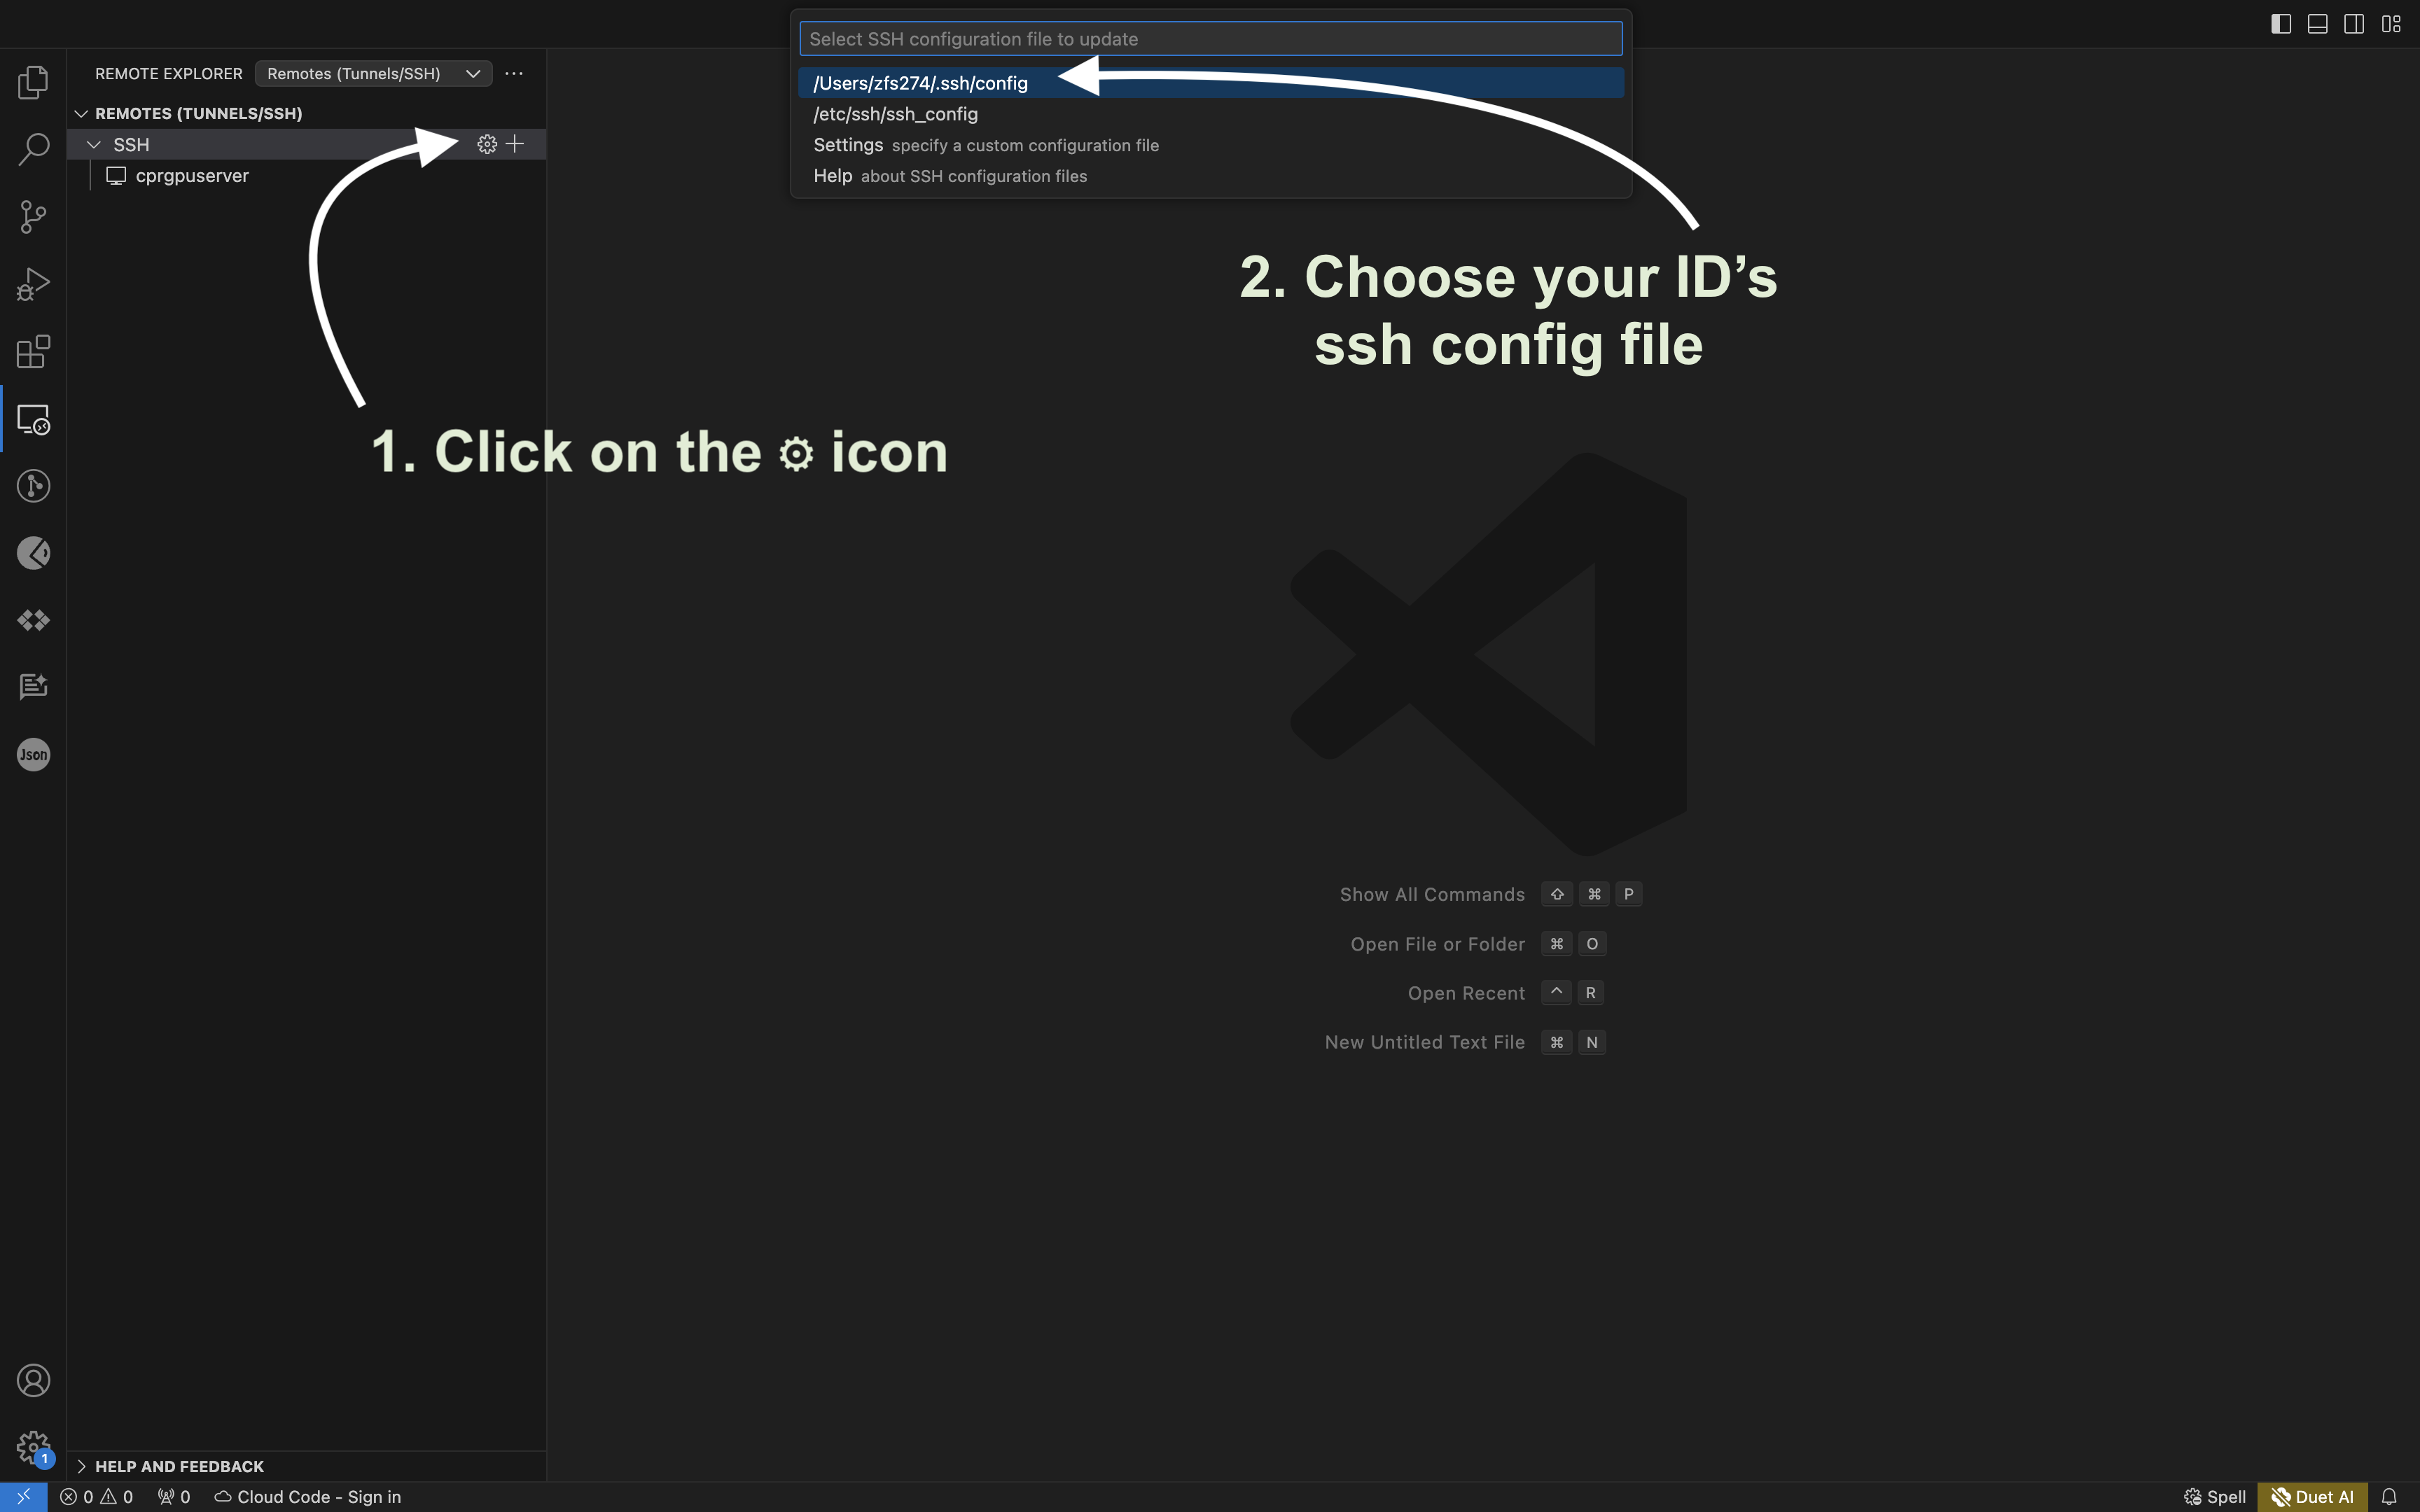 Select SSH configuration file to update
REMOTE EXPLORER Remotes (Tunnels/SSH) ···
/Users/zfs274/.ssh/config
REMOTES (TUNNELS/SSH)
/etc/ssh/ssh_config
SSH
Settings specify a custom configuration file
cprgpuserver
Help about SSH configuration files
2. Choose your ID’s
ssh config file
1. Click on the ⚙ icon
Json
Show All Commands ⇧ ⌘ P
Open File or Folder ⌘ O
Open Recent ^ R
New Untitled Text File ⌘ N
1
HELP AND FEEDBACK
0 0 0 Cloud Code - Sign in Spell Duet AI